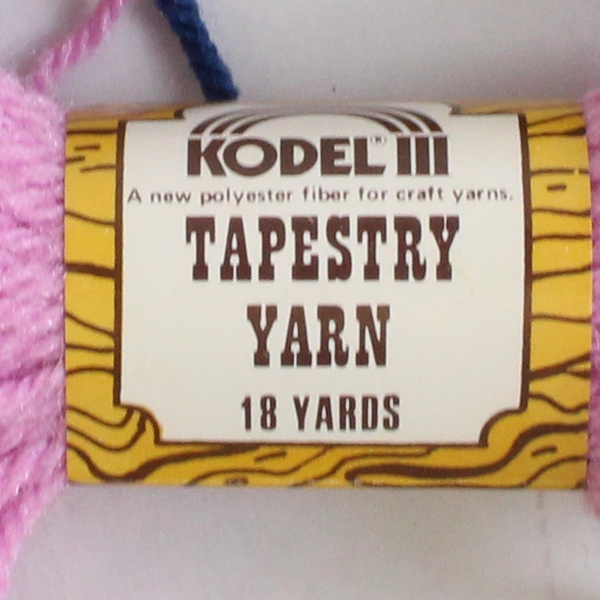 KODEL® III
A new polyester fiber for craft yarns.
TAPESTRY
YARN
18 YARDS